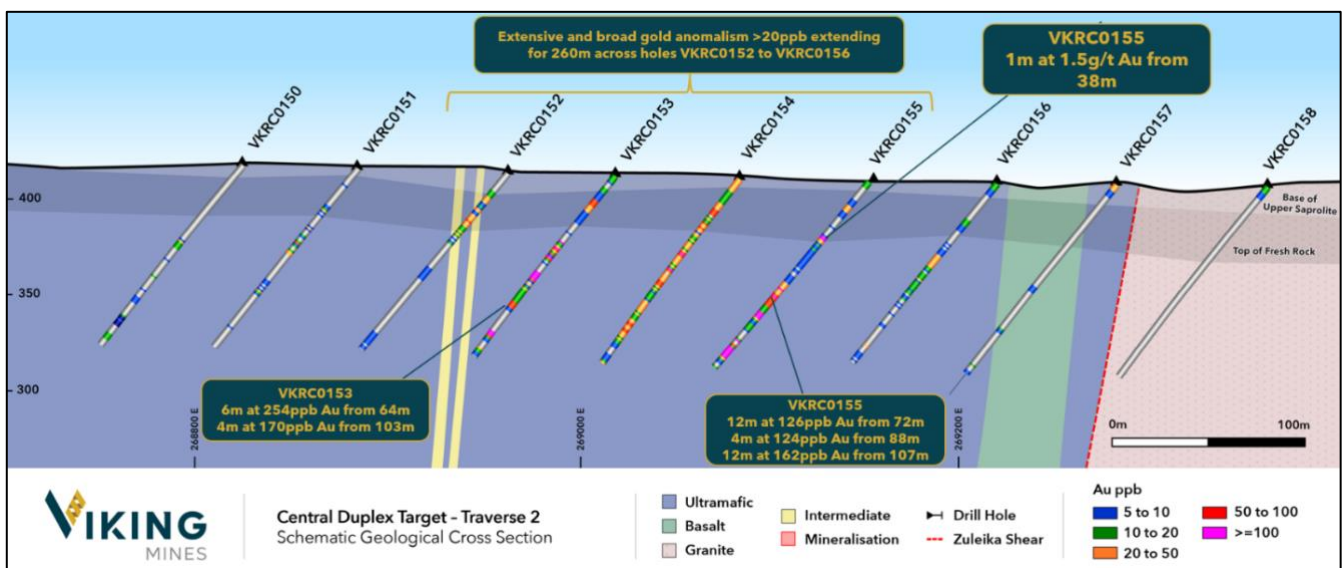 Extensive and broad gold anomalism >20ppb extending
for 260m across holes VKRC0152 to VKRC0156
VKRC0155
1m at 1.5g/t Au from
38m
VKRC0150
VKRC0151
VKRC0152
VKRC0153
VKRC0154
VKRC0155
VKRC0156
VKRC0157
VKRC0158
400
350
300
Base of
Upper Saprolite
Top of Fresh Rock
VKRC0153
6m at 254ppb Au from 64m
4m at 170ppb Au from 103m
VKRC0155
12m at 126ppb Au from 72m
4m at 124ppb Au from 88m
12m at 162ppb Au from 107m
268800 E
269000 E
269200 E
0m
100m
VIKING
MINES
Central Duplex Target - Traverse 2
Schematic Geological Cross Section
Ultramafic
Basalt
Granite
Intermediate
Mineralisation
Drill Hole
Zuleika Shear
Au ppb
5 to 10
10 to 20
20 to 50
50 to 100
>=100